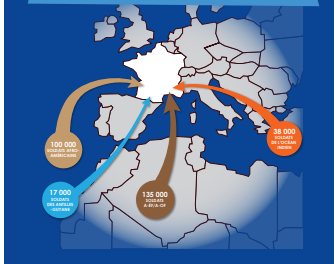 100 000
SOLDATS AFRO-
AMÉRICAINS
38 000
SOLDATS
DE L'OCÉAN
INDIEN
17 000
SOLDATS
DES ANTILLES
-GUYANE
135 000
SOLDATS
A-ÉF/A-OF